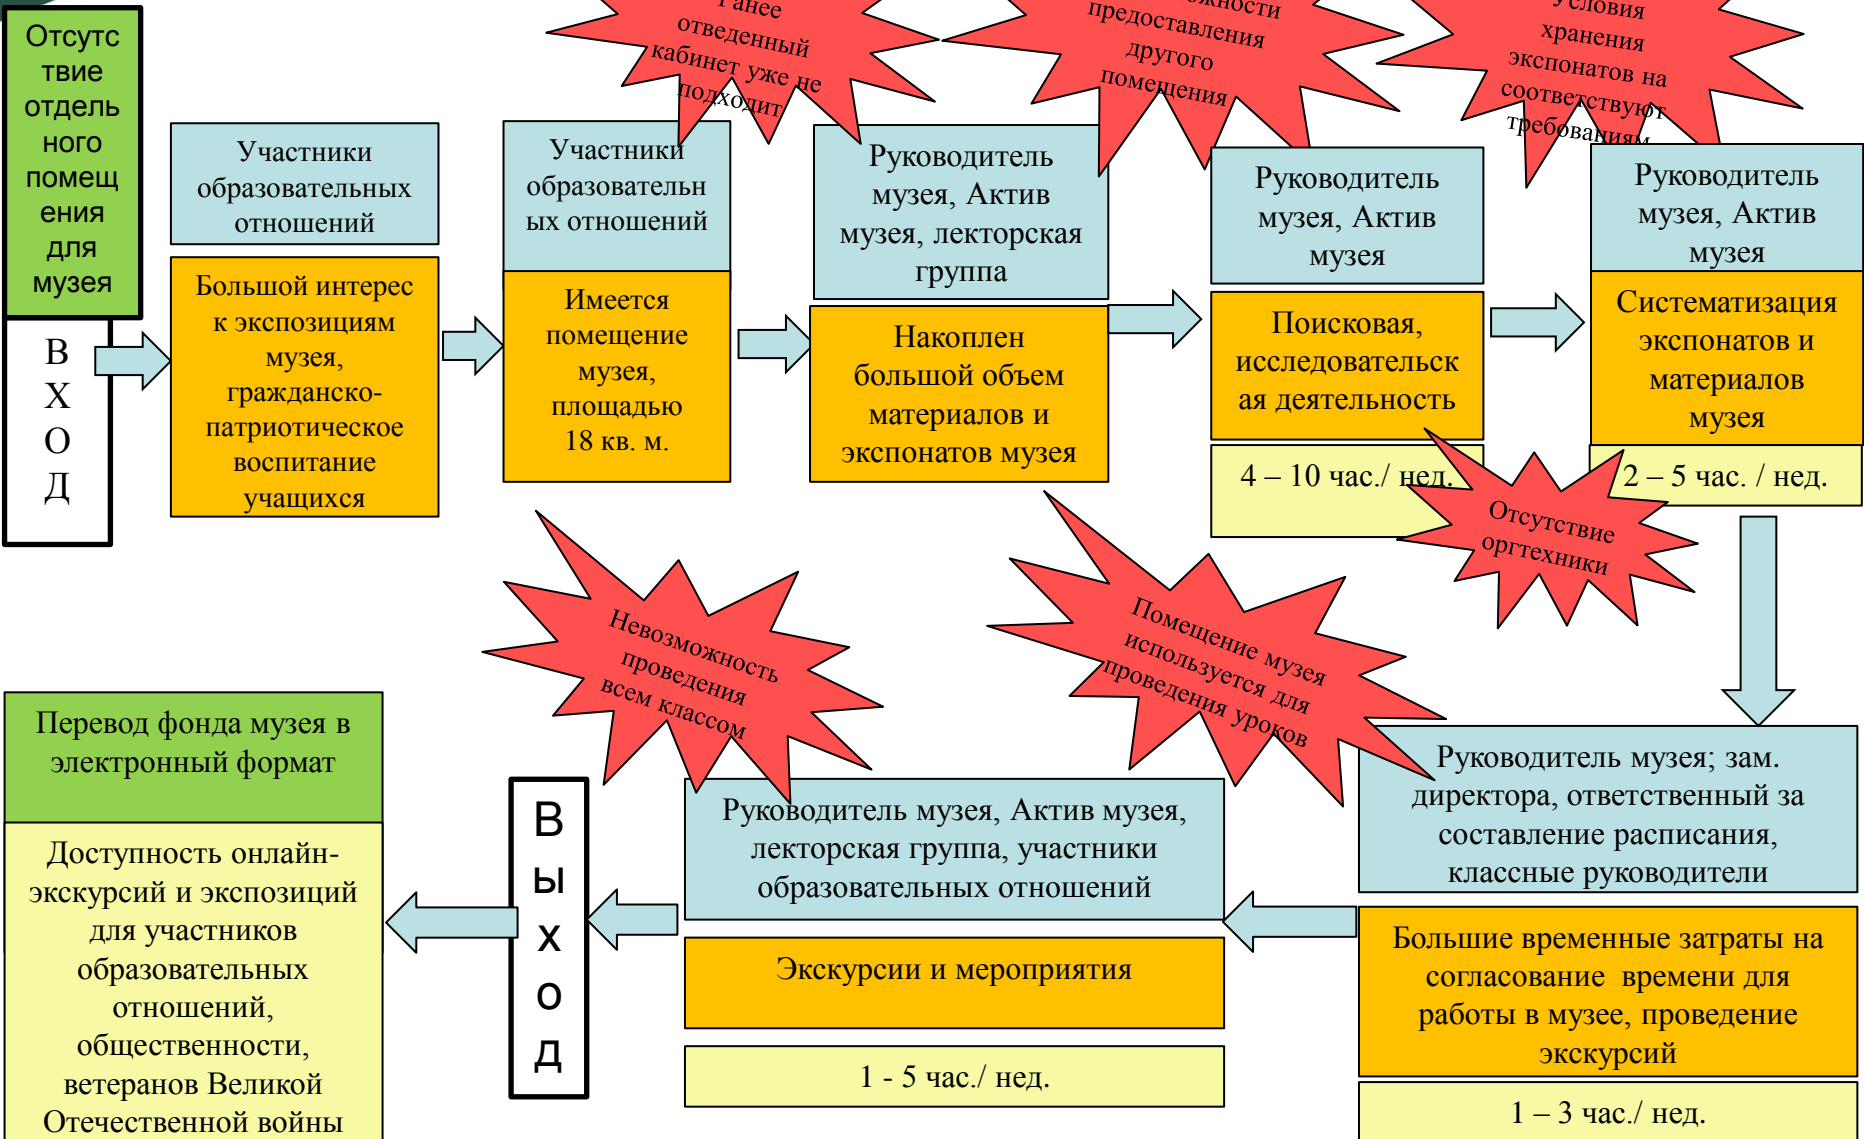 Отсутс
твие
отдель
ного
помещ
ения
для
музея
В
Х
О
Д
Участники
образовательных
отношений
Большой интерес
к экспозициям
музея,
гражданско-
патриотическое
воспитание
учащихся
Ранее
отведенный
кабинет уже не
подходит
Участники
образовательн
ых отношений
Имеется
помещение
музея,
площадью
18 кв. м.
Руководитель
музея, Актив
музея, лекторская
группа
Накоплен
большой объем
материалов и
экспонатов музея
предоставления
другого
помещения
Руководитель
музея, Актив
музея
Поисковая,
исследовательск
ая деятельность
4 – 10 час./ нед.
Условия
хранения
экспонатов на
соответствуют
требованиям
Руководитель
музея, Актив
музея
Систематизация
экспонатов и
материалов
музея
2 – 5 час. / нед.
Отсутствие
оргтехники
Помещение музея
используется для
проведения уроков
Руководитель музея; зам.
директора, ответственный за
составление расписания,
классные руководители
Большие временные затраты на
согласование времени для
работы в музее, проведение
экскурсий
1 – 3 час./ нед.
Невозможность
проведения
всем классом
Руководитель музея, Актив музея,
лекторская группа, участники
образовательных отношений
Экскурсии и мероприятия
1 - 5 час./ нед.
В
ы
х
о
д
Перевод фонда музея в
электронный формат
Доступность онлайн-
экскурсий и экспозиций
для участников
образовательных
отношений,
общественности,
ветеранов Великой
Отечественной войны